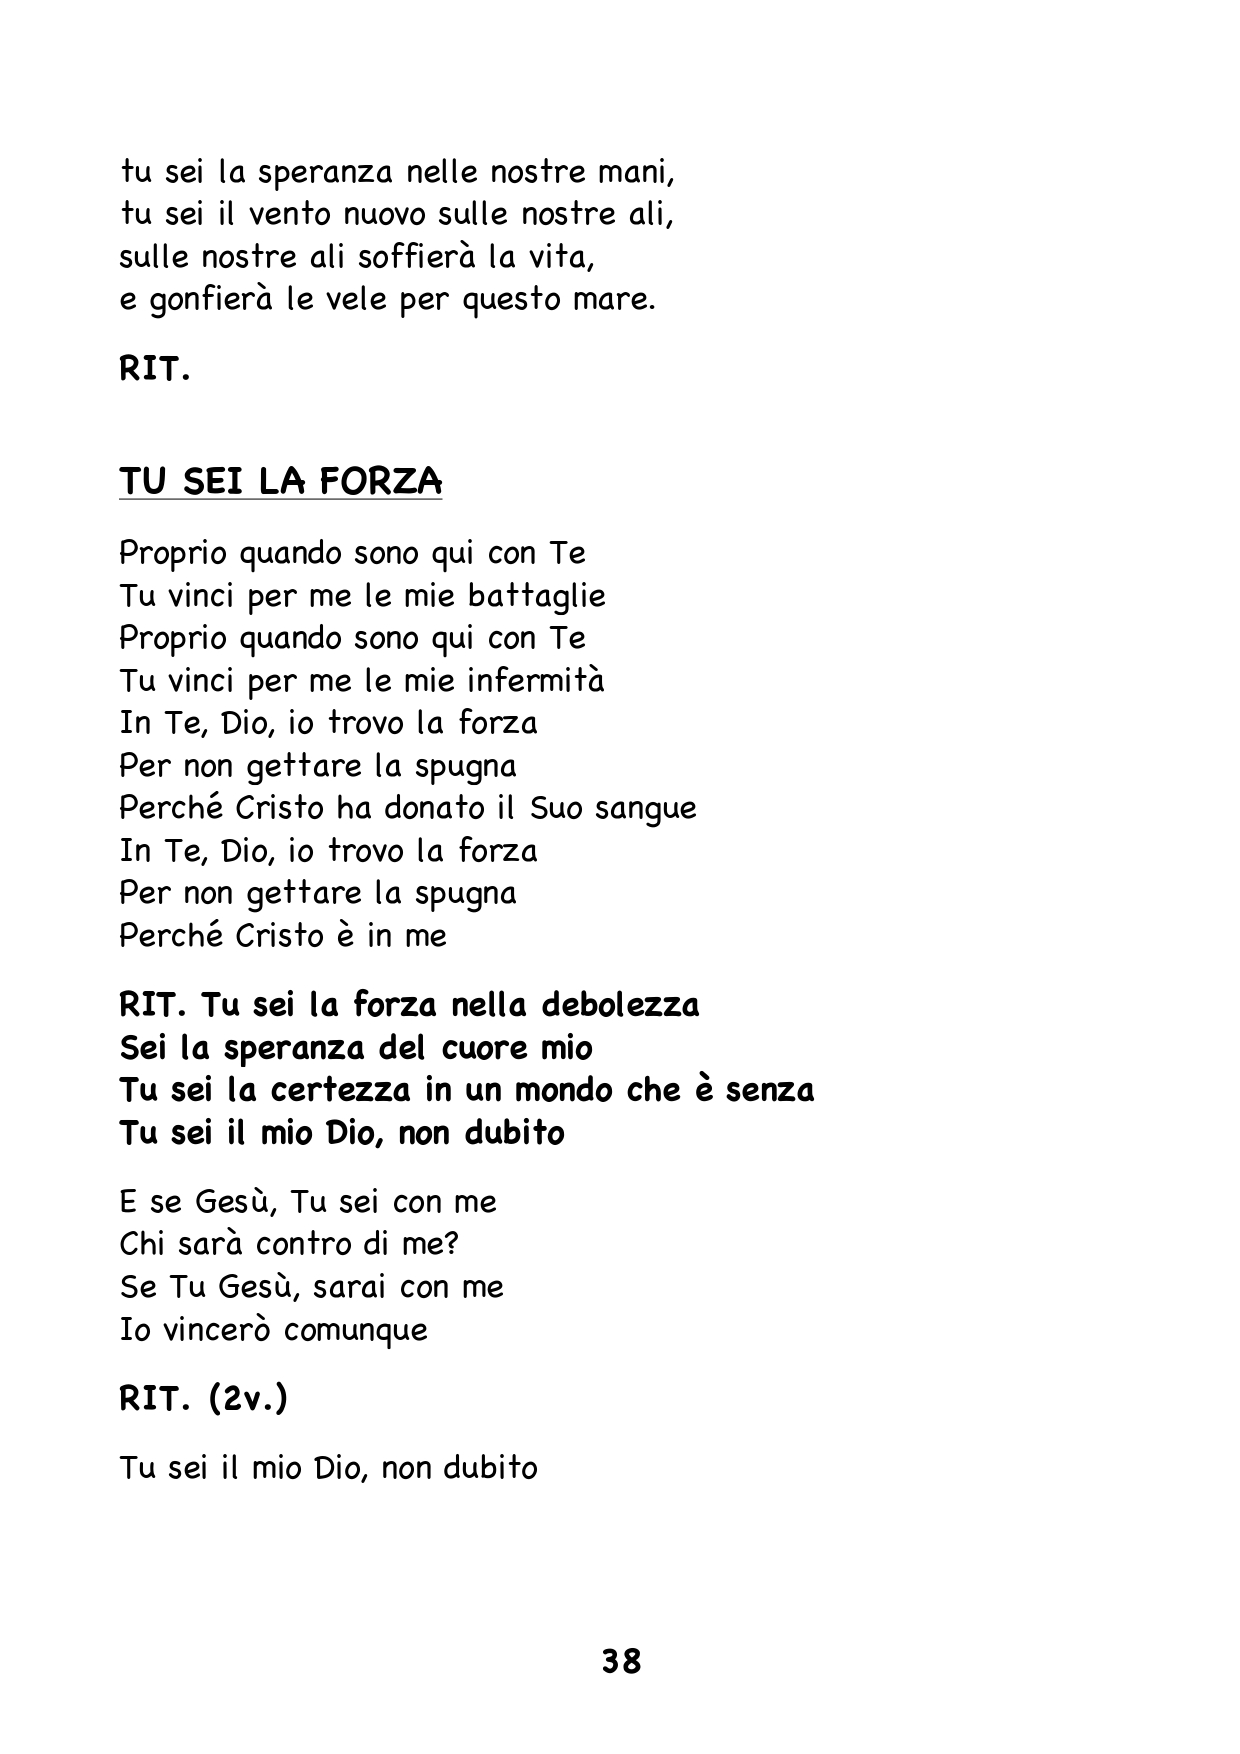 tu sei la speranza nelle nostre mani,
tu sei il vento nuovo sulle nostre ali,
sulle nostre ali soffierà la vita,
e gonfierà le vele per questo mare.
RIT.
TU SEI LA FORZA
Proprio quando sono qui con Te
Tu vinci per me le mie battaglie
Proprio quando sono qui con Te
Tu vinci per me le mie infermità
In Te, Dio, io trovo la forza
Per non gettare la spugna
Perché Cristo ha donato il Suo sangue
In Te, Dio, io trovo la forza
Per non gettare la spugna
Perché Cristo è in me
RIT. Tu sei la forza nella debolezza
Sei la speranza del cuore mio
Tu sei la certezza in un mondo che è senza
Tu sei il mio Dio, non dubito
E se Gesù, Tu sei con me
Chi sarà contro di me?
Se Tu Gesù, sarai con me
Io vincerò comunque
RIT. (2v.)
Tu sei il mio Dio, non dubito
38